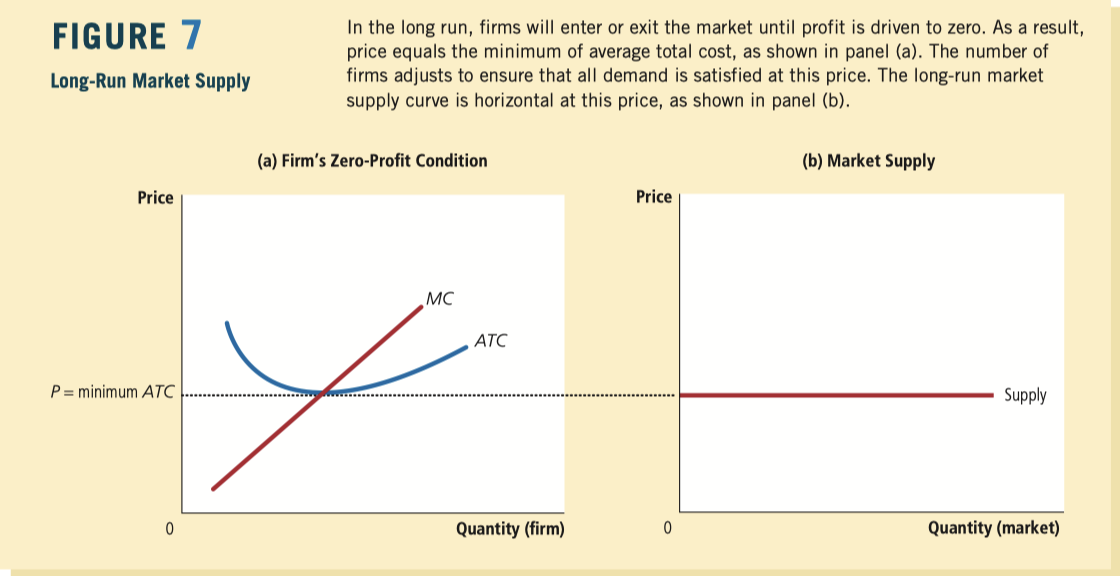 FIGURE 7
Long-Run Market Supply
In the long run, firms will enter or exit the market until profit is driven to zero. As a result,
price equals the minimum of average total cost, as shown in panel (a). The number of
firms adjusts to ensure that all demand is satisfied at this price. The long-run market
supply curve is horizontal at this price, as shown in panel (b).
(a) Firm's Zero-Profit Condition
Price
MC
ATC
P = minimum ATC
0
Quantity (firm)
(b) Market Supply
Price
Supply
0
Quantity (market)